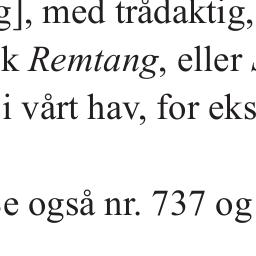 g], med trådaktig,
k Remtang, eller
i vårt hav, for eks
e også nr. 737 og